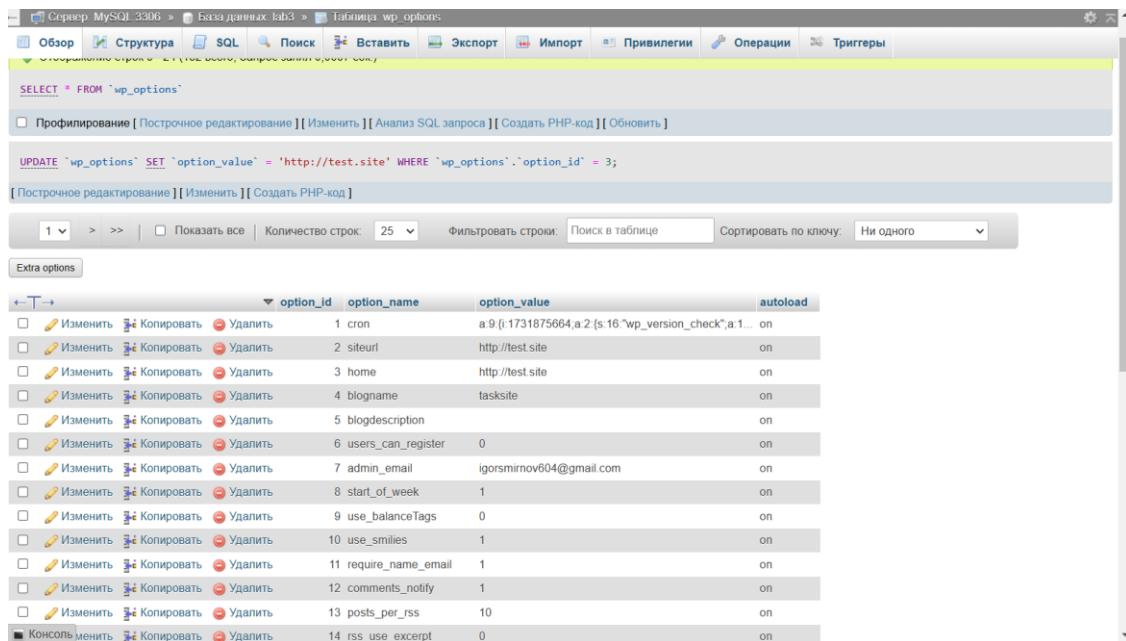 Сервер: MySQL:3306 » База данных: lab3 » Таблица: wp_options
Обзор Структура SQL Поиск Вставить Экспорт Импорт Привилегии Операции Триггеры
SELECT * FROM `wp_options`
Профилирование [ Построчное редактирование ] [ Изменить ] [ Анализ SQL запроса ] [ Создать PHP-код ] [ Обновить ]
UPDATE `wp_options` SET `option_value` = 'http://test.site' WHERE `wp_options`.`option_id` = 3;
[ Построчное редактирование ] [ Изменить ] [ Создать PHP-код ]
1 > >> | Показать все | Количество строк: 25 Фильтровать строки: Поиск в таблице Сортировать по ключу: Ни одного
Extra options
←T→ option_id option_name option_value autoload
Изменить Копировать Удалить 1 cron a:9:{i:1731875664;a:2:{s:16:"wp_version_check";a:1... on
Изменить Копировать Удалить 2 siteurl http://test.site on
Изменить Копировать Удалить 3 home http://test.site on
Изменить Копировать Удалить 4 blogname tasksite on
Изменить Копировать Удалить 5 blogdescription on
Изменить Копировать Удалить 6 users_can_register 0 on
Изменить Копировать Удалить 7 admin_email igorsmirnov604@gmail.com on
Изменить Копировать Удалить 8 start_of_week 1 on
Изменить Копировать Удалить 9 use_balanceTags 0 on
Изменить Копировать Удалить 10 use_smilies 1 on
Изменить Копировать Удалить 11 require_name_email 1 on
Изменить Копировать Удалить 12 comments_notify 1 on
Изменить Копировать Удалить 13 posts_per_rss 10 on
Консоль менить Копировать Удалить 14 rss_use_excerpt 0 on